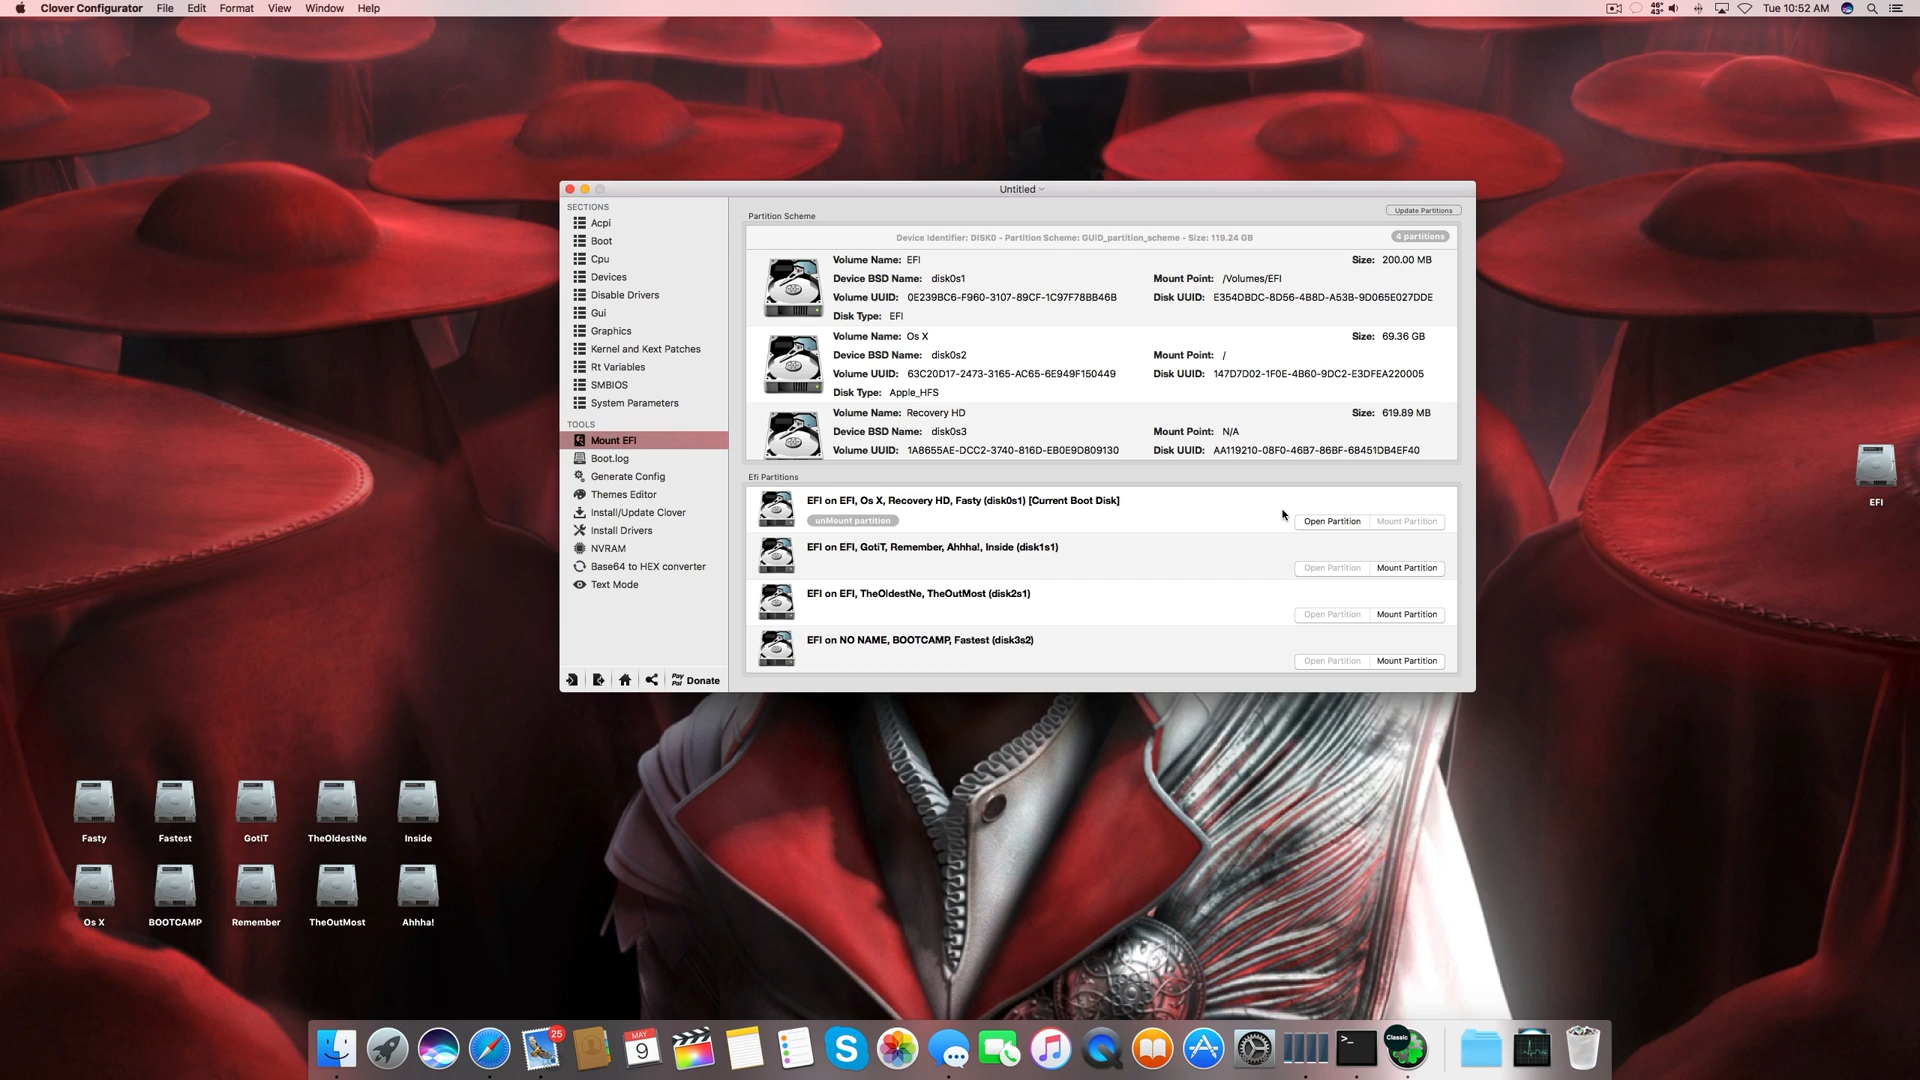 Clover Configurator File Edit Format View Window Help
46° 43° Tue 10:52 AM
Untitled
SECTIONS
Acpi
Boot
Cpu
Devices
Disable Drivers
Gui
Graphics
Kernel and Kext Patches
Rt Variables
SMBIOS
System Parameters
TOOLS
Mount EFI
Boot.log
Generate Config
Themes Editor
Install/Update Clover
Install Drivers
NVRAM
Base64 to HEX converter
Text Mode
Pay Pal Donate
Partition Scheme
Update Partitions
Device Identifier: DISK0 - Partition Scheme: GUID_partition_scheme - Size: 119.24 GB
4 partitions
Volume Name: EFI Size: 200.00 MB
Device BSD Name: disk0s1 Mount Point: /Volumes/EFI
Volume UUID: 0E239BC6-F960-3107-89CF-1C97F78BB46B Disk UUID: E354DBDC-8D56-4B8D-A53B-9D065E027DDE
Disk Type: EFI
Volume Name: Os X Size: 69.36 GB
Device BSD Name: disk0s2 Mount Point: /
Volume UUID: 63C20D17-2473-3165-AC65-6E949F150449 Disk UUID: 147D7D02-1F0E-4B60-9DC2-E3DFEA220005
Disk Type: Apple_HFS
Volume Name: Recovery HD Size: 619.89 MB
Device BSD Name: disk0s3 Mount Point: N/A
Volume UUID: 1A8655AE-DCC2-3740-816D-EB0E9D809130 Disk UUID: AA119210-08F0-46B7-86BF-68451DB4EF40
Efi Partitions
EFI on EFI, Os X, Recovery HD, Fasty (disk0s1) [Current Boot Disk]
unMount partition Open Partition Mount Partition
EFI on EFI, GotiT, Remember, Ahhha!, Inside (disk1s1)
Open Partition Mount Partition
EFI on EFI, TheOldestNe, TheOutMost (disk2s1)
Open Partition Mount Partition
EFI on NO NAME, BOOTCAMP, Fastest (disk3s2)
Open Partition Mount Partition
EFI
Fasty Fastest GotiT TheOldestNe Inside
Os X BOOTCAMP Remember TheOutMost Ahhha!
25
MAY
9
S
>_
Classic